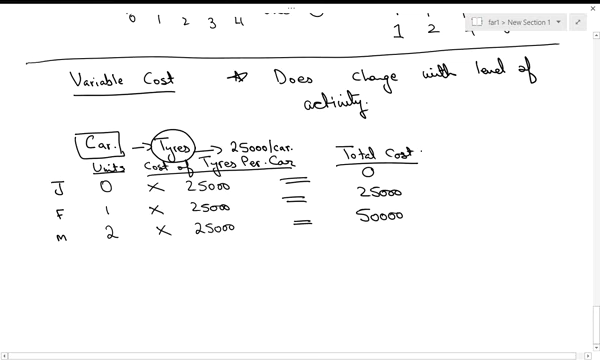 far1 > New Section 1
0 1 2 3 4
1 2
Variable Cost * Does change with level of
activity.
Car. → Tyres → 25000/car.
Units Cost of Tyres Per Car Total Cost.
J 0 × 25000 = 0
F 1 × 25000 = 25000
M 2 × 25000 = 50000